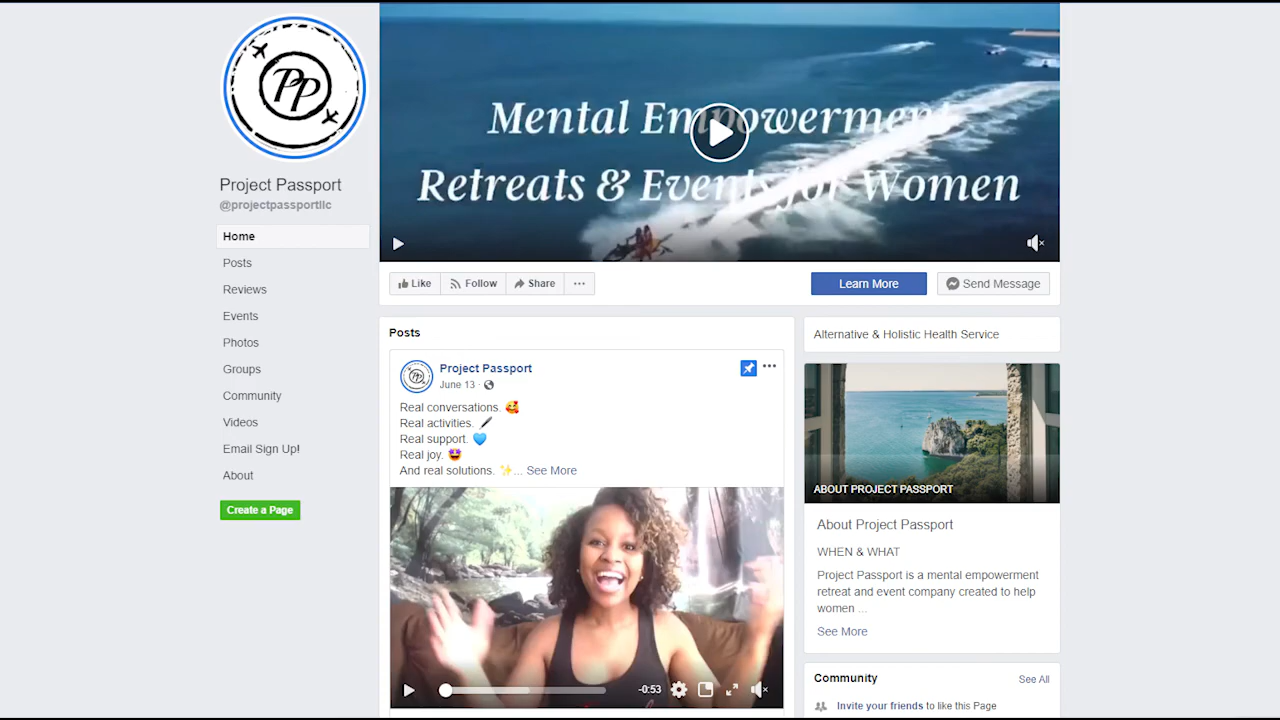 PP
Mental Empowerment
Retreats & Events for Women
Project Passport
@projectpassportllc
Home
Posts
Reviews
Events
Photos
Groups
Community
Videos
Email Sign Up!
About
Create a Page
Like
Follow
Share
...
Learn More
Send Message
Posts
Project Passport
June 13 ·
Real conversations. 🥰
Real activities. 🖋
Real support. 💙
Real joy. 🤩
And real solutions. ✨... See More
-0:53
Alternative & Holistic Health Service
ABOUT PROJECT PASSPORT
About Project Passport
WHEN & WHAT
Project Passport is a mental empowerment
retreat and event company created to help
women ...
See More
Community
See All
Invite your friends to like this Page